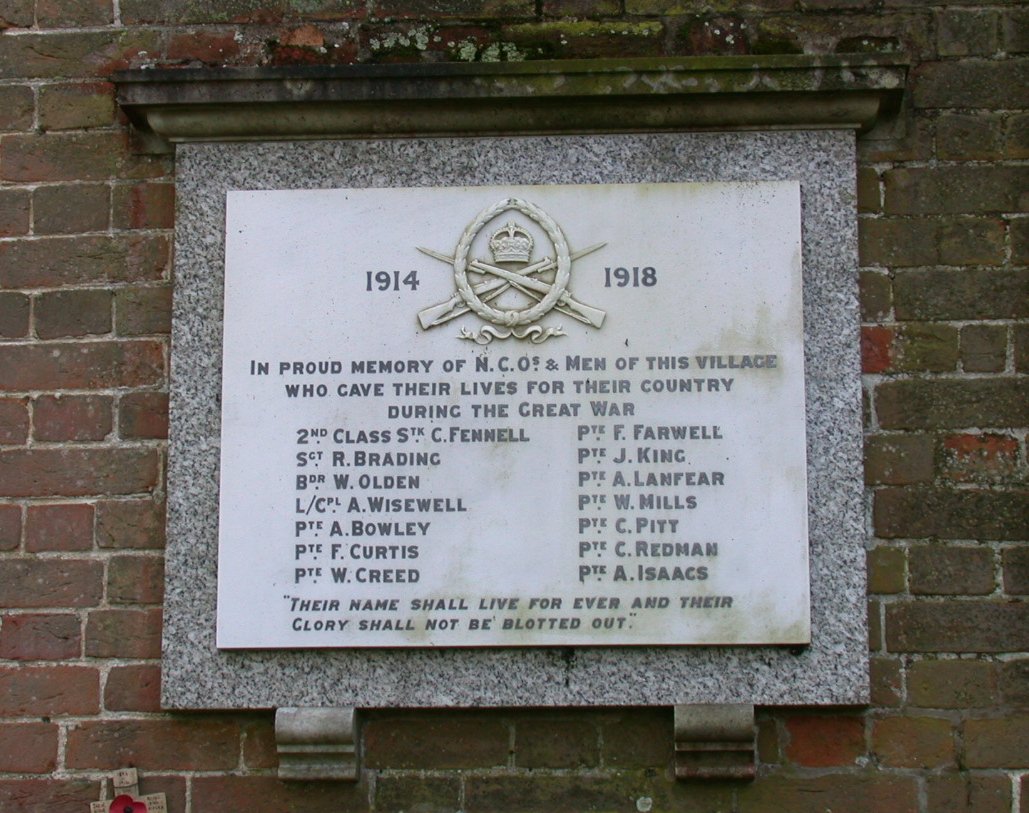 1914 1918
IN PROUD MEMORY OF N.C.Os & MEN OF THIS VILLAGE
WHO GAVE THEIR LIVES FOR THEIR COUNTRY
DURING THE GREAT WAR
2ND CLASS STK C. FENNELL
SGT R. BRADING
BDR W. OLDEN
L/CPL A. WISEWELL
PTE A. BOWLEY
PTE F. CURTIS
PTE W. CREED
PTE F. FARWELL
PTE J. KING
PTE A. LANFEAR
PTE W. MILLS
PTE C. PITT
PTE C. REDMAN
PTE A. ISAACS
"THEIR NAME SHALL LIVE FOR EVER AND THEIR
GLORY SHALL NOT BE BLOTTED OUT."